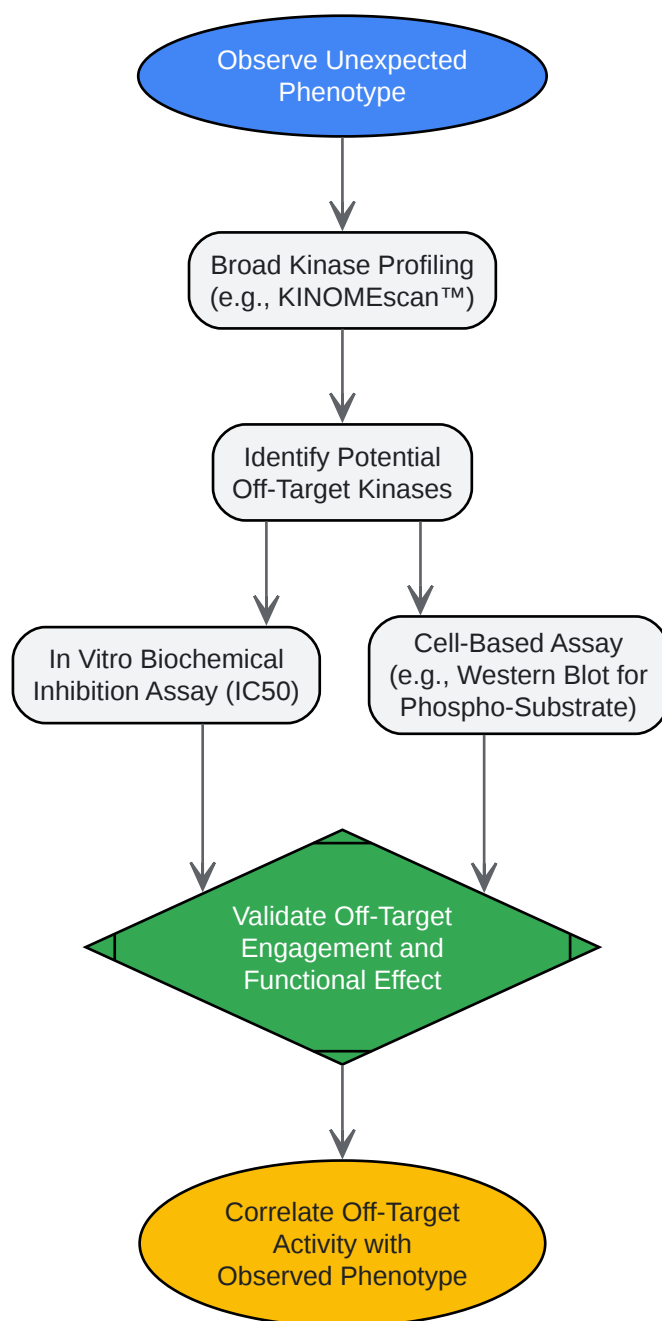 Observe Unexpected
Phenotype
Broad Kinase Profiling
(e.g., KINOMEscan™)
Identify Potential
Off-Target Kinases
In Vitro Biochemical
Inhibition Assay (IC50)
Cell-Based Assay
(e.g., Western Blot for
Phospho-Substrate)
Validate Off-Target
Engagement and
Functional Effect
Correlate Off-Target
Activity with
Observed Phenotype